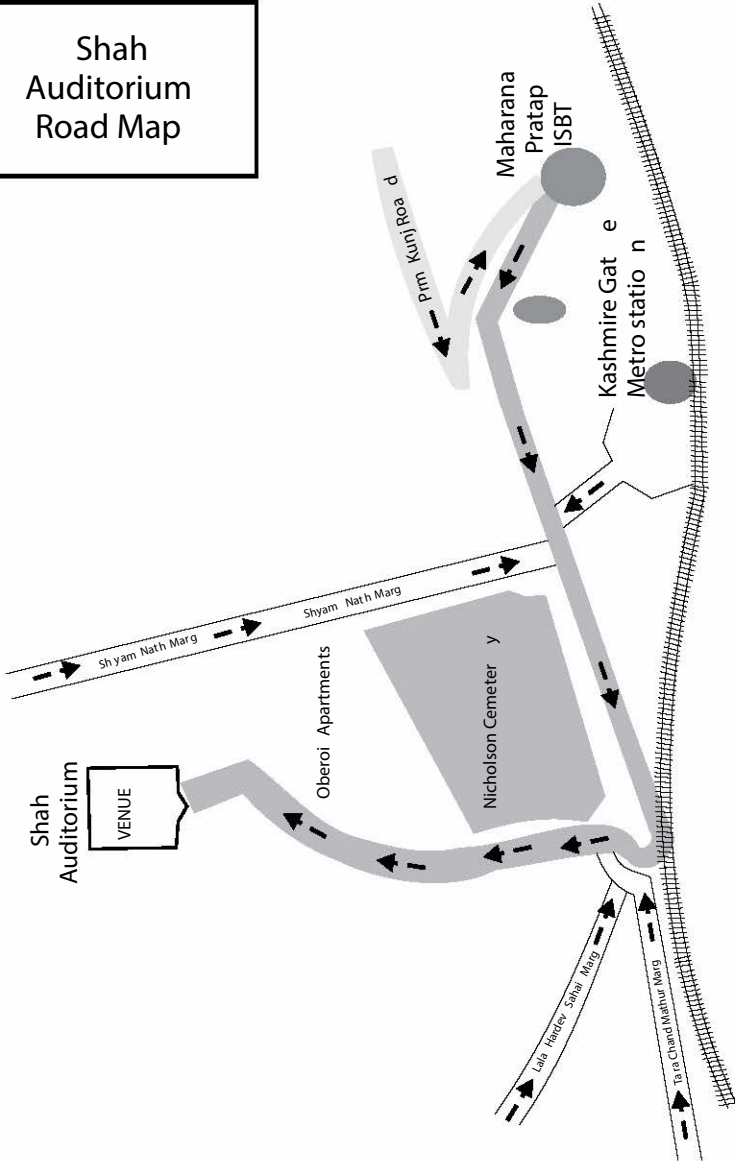 Shah
Auditorium
Road Map
Maharana
Pratap
ISBT
Prm Kunj Roa d
Kashmire Gat e
Metro statio n
Sh yam Nath Marg
Shyam Nath Marg
Oberoi Apartments
Nicholson Cemeter y
Shah
Auditorium
VENUE
Lala Hardev Sahai Marg
Ta ra Chand Mathur Marg